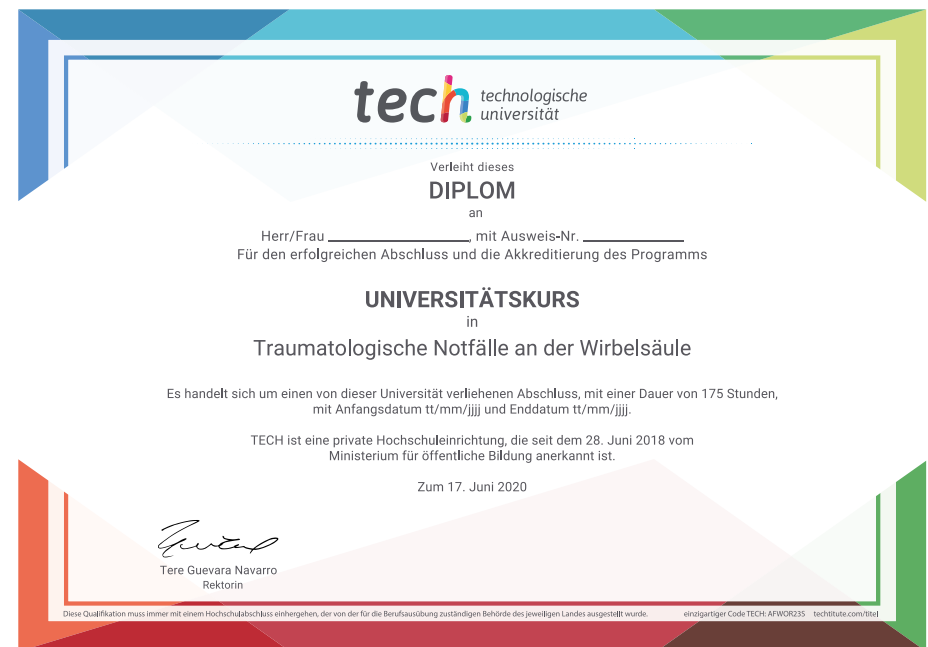 tech technologische
universität
Verleiht dieses
DIPLOM
an
Herr/Frau ____________, mit Ausweis-Nr. ____________
Für den erfolgreichen Abschluss und die Akkreditierung des Programms
UNIVERSITÄTSKURS
in
Traumatologische Notfälle an der Wirbelsäule
Es handelt sich um einen von dieser Universität verliehenen Abschluss, mit einer Dauer von 175 Stunden,
mit Anfangsdatum tt/mm/jjjj und Enddatum tt/mm/jjjj.
TECH ist eine private Hochschuleinrichtung, die seit dem 28. Juni 2018 vom
Ministerium für öffentliche Bildung anerkannt ist.
Zum 17. Juni 2020
Tere Guevara Navarro
Rektorin
Diese Qualifikation muss immer mit einem Hochschulabschluss einhergehen, der von der für die Berufsausübung zuständigen Behörde des jeweiligen Landes ausgestellt wurde. einzigartiger Code TECH: AFWOR23S techtitute.com/titel